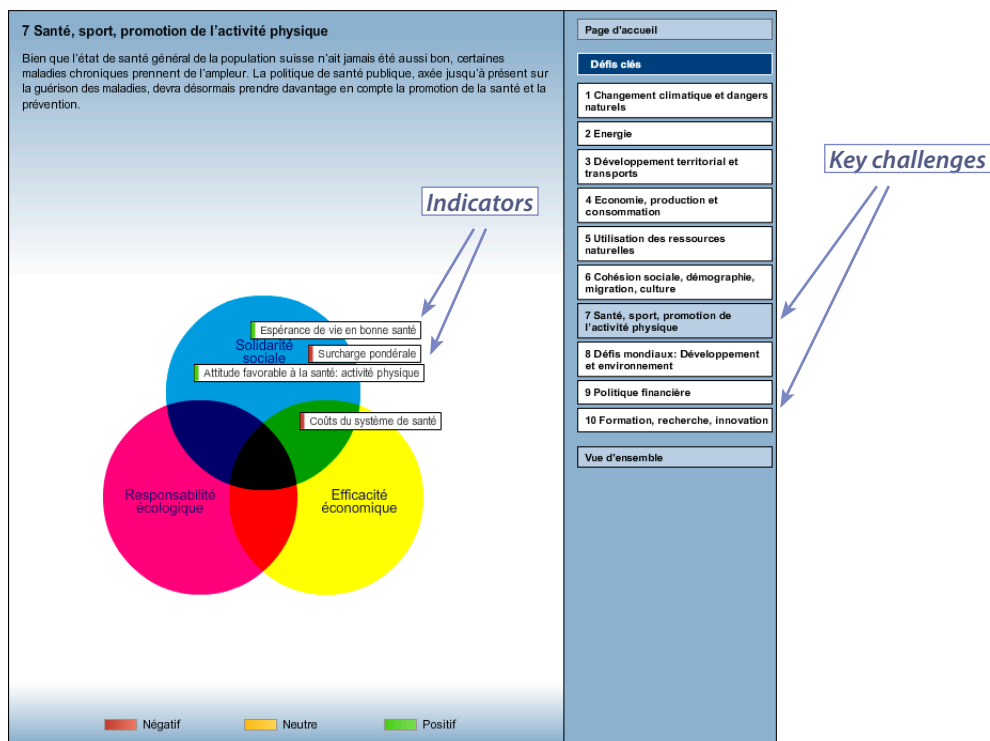 7 Santé, sport, promotion de l'activité physique
Bien que l'état de santé général de la population suisse n'ait jamais été aussi bon, certaines
maladies chroniques prennent de l'ampleur. La politique de santé publique, axée jusqu'à présent sur
la guérison des maladies, devra désormais prendre davantage en compte la promotion de la santé et la
prévention.
Indicators
Espérance de vie en bonne santé
Solidarité
sociale
Surcharge pondérale
Attitude favorable à la santé: activité physique
Coûts du système de santé
Responsabilité
écologique
Efficacité
économique
Négatif
Neutre
Positif
Page d'accueil
Défis clés
1 Changement climatique et dangers
naturels
2 Energie
3 Développement territorial et
transports
4 Economie, production et
consommation
5 Utilisation des ressources
naturelles
6 Cohésion sociale, démographie,
migration, culture
7 Santé, sport, promotion de
l'activité physique
8 Défis mondiaux: Développement
et environnement
9 Politique financière
10 Formation, recherche, innovation
Vue d'ensemble
Key challenges